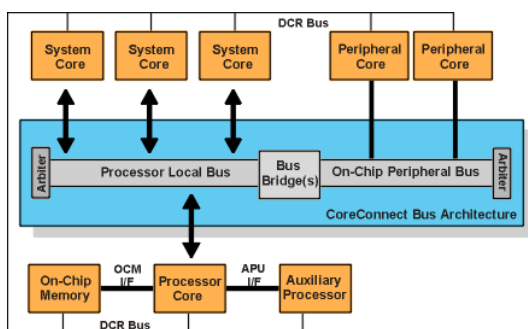 DCR Bus
System Core
System Core
System Core
Peripheral Core
Peripheral Core
Arbiter
Processor Local Bus
Bus Bridge(s)
On-Chip Peripheral Bus
Arbiter
CoreConnect Bus Architecture
On-Chip Memory
OCM I/F
Processor Core
APU I/F
Auxiliary Processor
DCR Bus